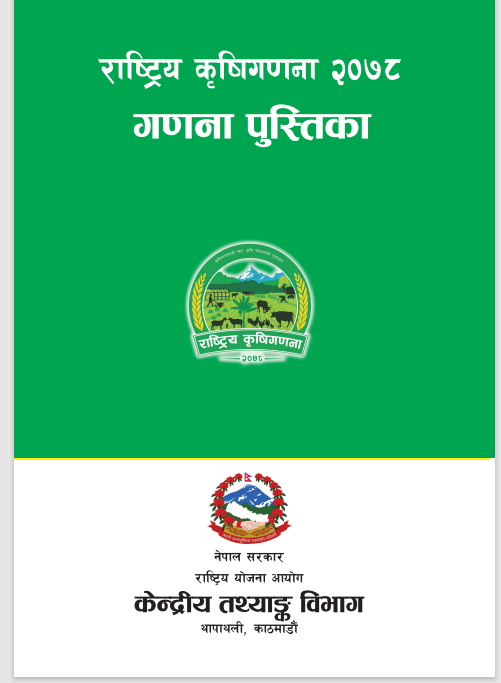 राष्ट्रिय कृषिगणना २०७८
गणना पुस्तिका
राष्ट्रिय कृषिगणना
२०७८
नेपाल सरकार
राष्ट्रिय योजना आयोग
केन्द्रीय तथ्याङ्क विभाग
थापाथली, काठमाडौं